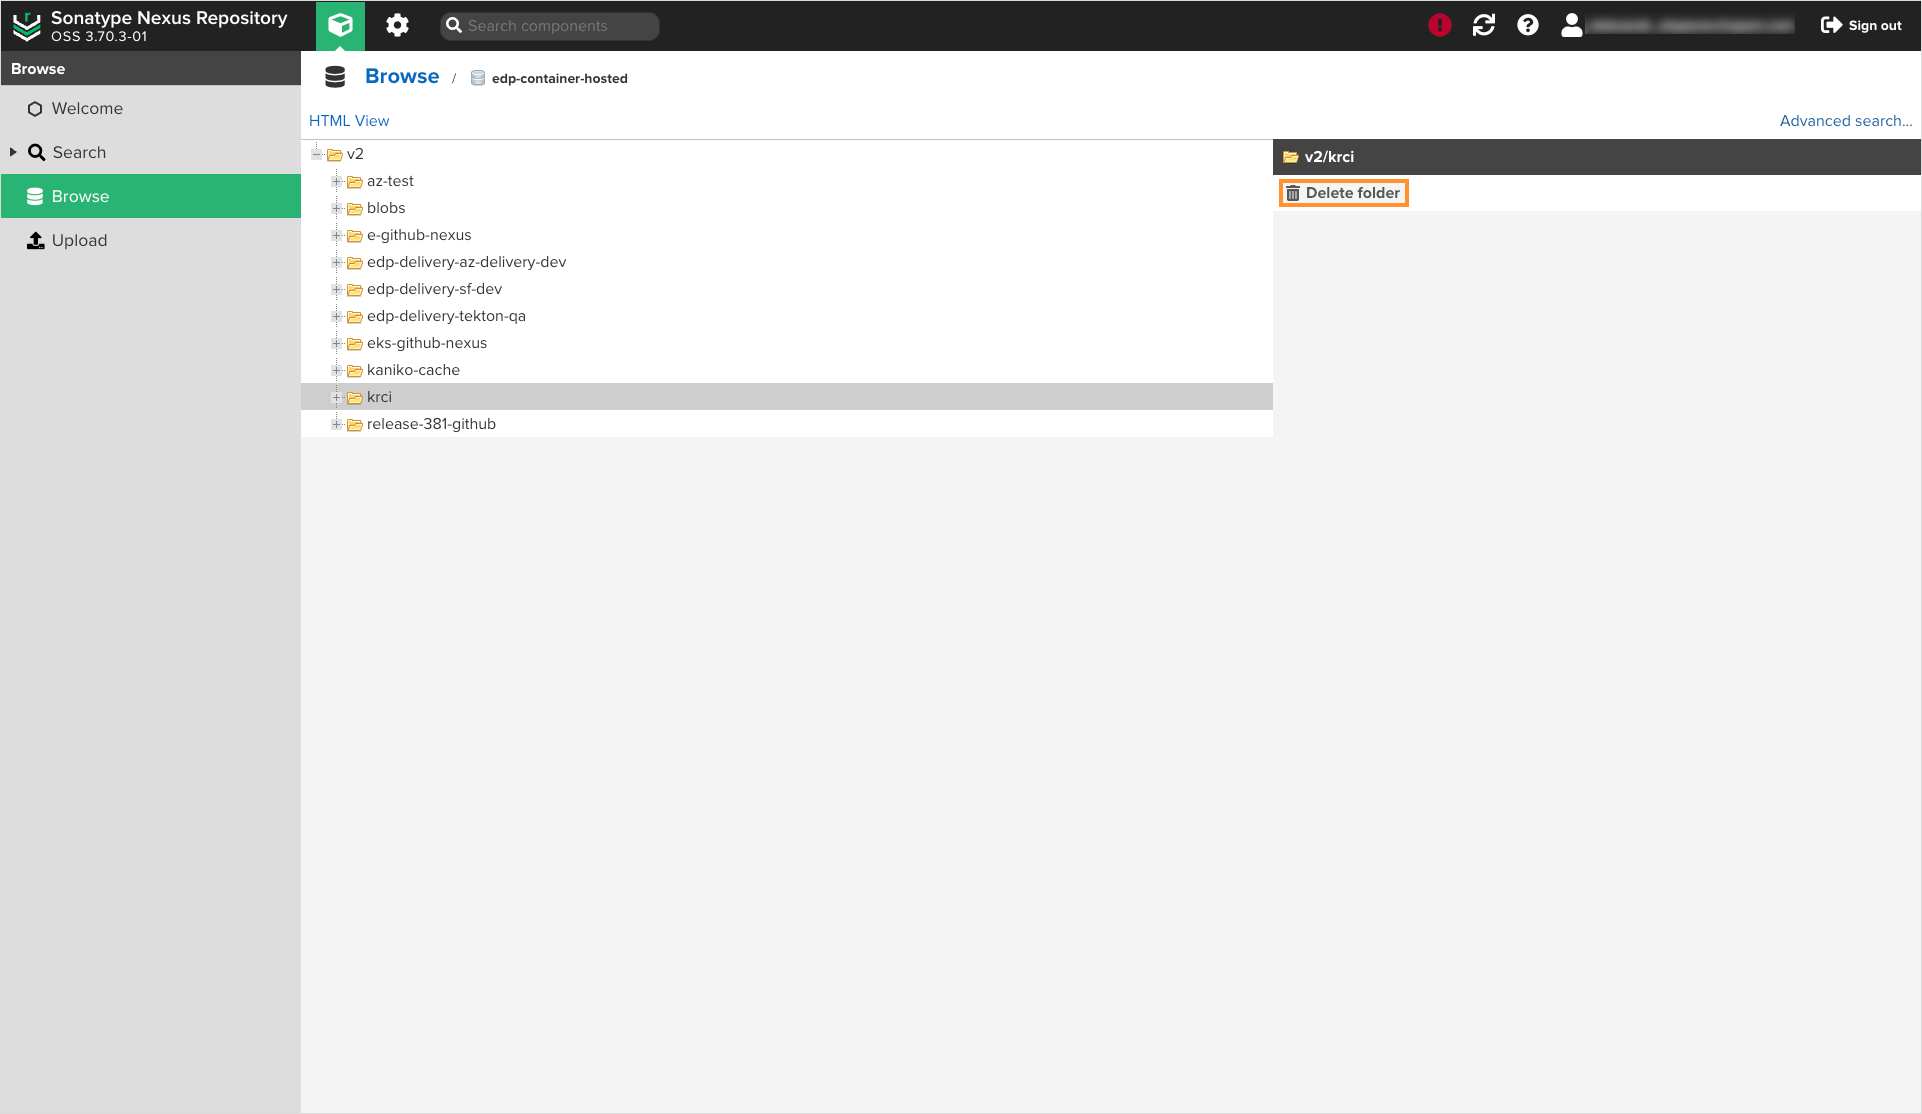 Sonatype Nexus Repository
OSS 3.70.3-01
Search components
Sign out
Browse
Welcome
Search
Browse
Upload
Browse / edp-container-hosted
HTML View
Advanced search...
v2
az-test
blobs
e-github-nexus
edp-delivery-az-delivery-dev
edp-delivery-sf-dev
edp-delivery-tekton-qa
eks-github-nexus
kaniko-cache
krci
release-381-github
v2/krci
Delete folder